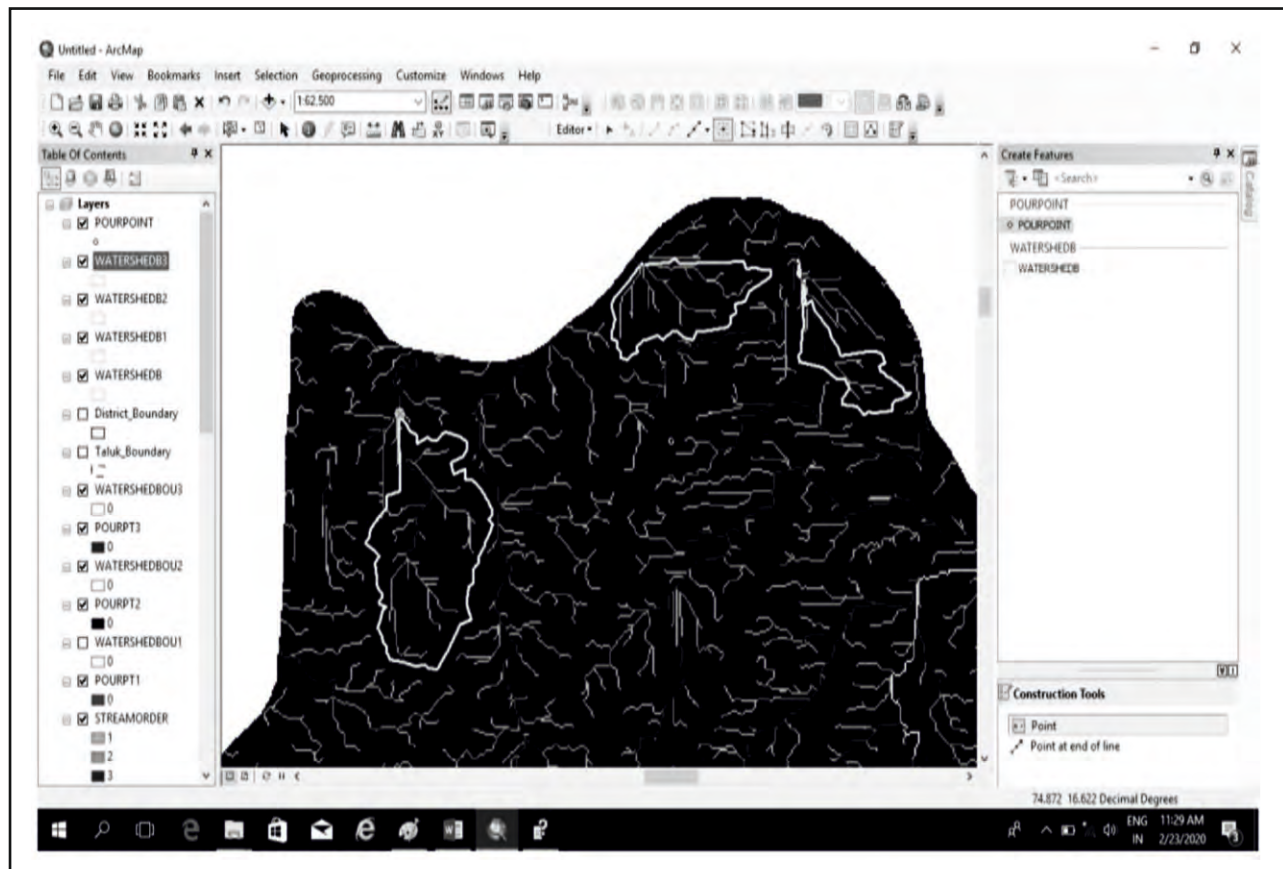 Untitled - ArcMap
File Edit View Bookmarks Insert Selection Geoprocessing Customize Windows Help
1:62,500
Editor
Table Of Contents
Layers
POURPOINT
WATERSHEDB3
WATERSHEDB2
WATERSHEDB1
WATERSHEDB
District_Boundary
Taluk_Boundary
WATERSHEDBOU3
0
POURPT3
0
WATERSHEDBOU2
0
POURPT2
0
WATERSHEDBOU1
0
POURPT1
0
STREAMORDER
1
2
3
Create Features
<Search>
POURPOINT
POURPOINT
WATERSHEDB
WATERSHEDB
Construction Tools
Point
Point at end of line
Catalog
74.872 16.622 Decimal Degrees
ENG 11:29 AM
IN 2/23/2020
3